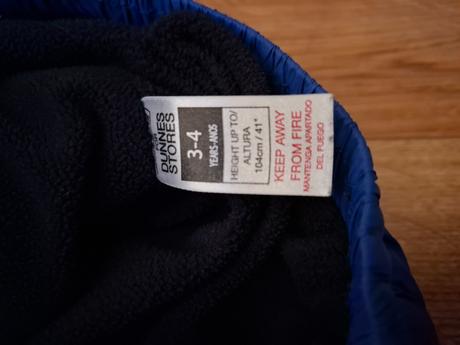 DUNNES
STORES
3-4
YEARS-ANOS
HEIGHT UP TO/
ALTURA
104cm / 41"
KEEP AWAY
FROM FIRE
MANTENGA APARTADO
DEL FUEGO